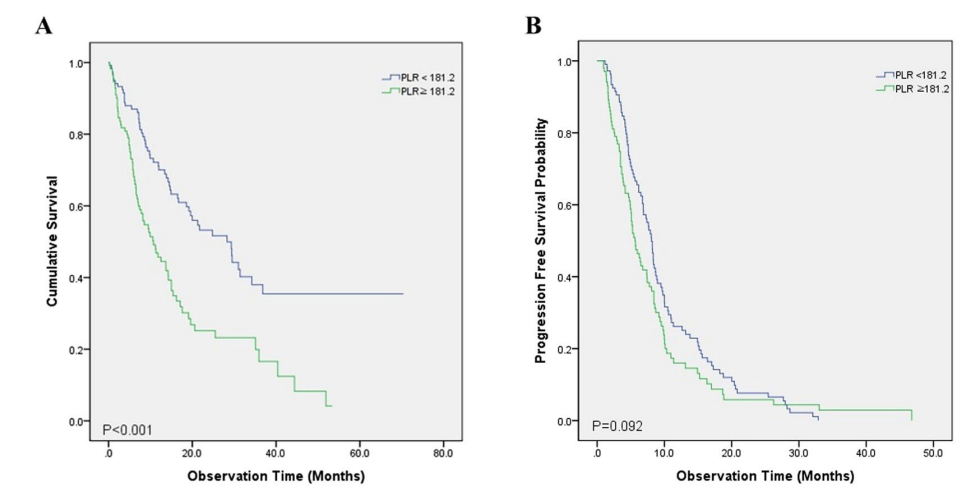 A
B
PLR < 181.2
PLR ≥ 181.2
1.0
0.8
0.6
0.4
0.2
0.0
Cumulative Survival
P<0.001
.0
20.0
40.0
60.0
80.0
Observation Time (Months)
PLR <181.2
PLR ≥181.2
1.0
0.8
0.6
0.4
0.2
0.0
Progression Free Survival Probability
P=0.092
.0
10.0
20.0
30.0
40.0
50.0
Observation Time (Months)